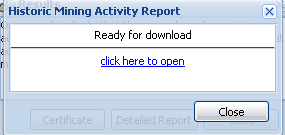 Historic Mining Activity Report
Ready for download
click here to open
Certificate
Detailed Report
Close